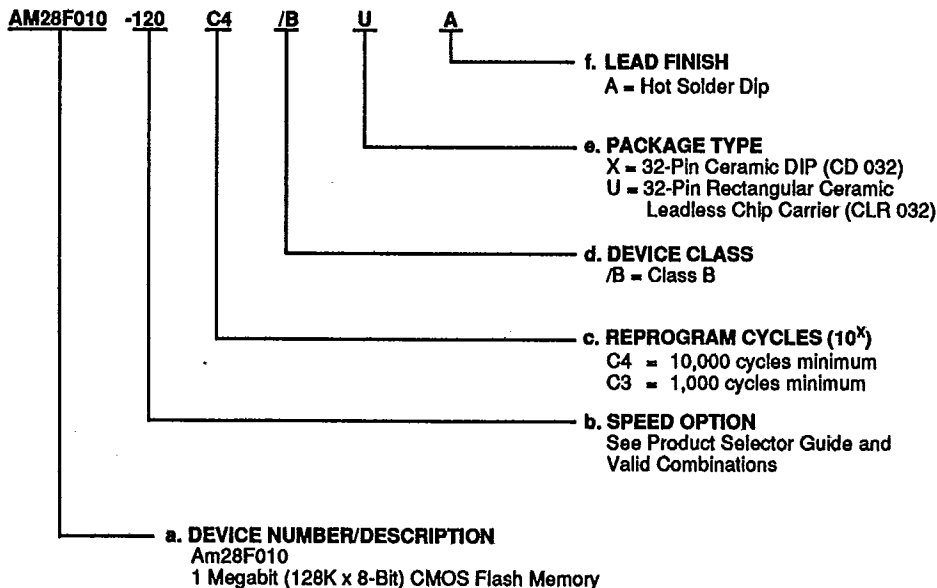 AM28F010 -120 C4 /B U A
f. LEAD FINISH
A = Hot Solder Dip
e. PACKAGE TYPE
X = 32-Pin Ceramic DIP (CD 032)
U = 32-Pin Rectangular Ceramic
Leadless Chip Carrier (CLR 032)
d. DEVICE CLASS
/B = Class B
c. REPROGRAM CYCLES (10^X)
C4 = 10,000 cycles minimum
C3 = 1,000 cycles minimum
b. SPEED OPTION
See Product Selector Guide and
Valid Combinations
a. DEVICE NUMBER/DESCRIPTION
Am28F010
1 Megabit (128K x 8-Bit) CMOS Flash Memory